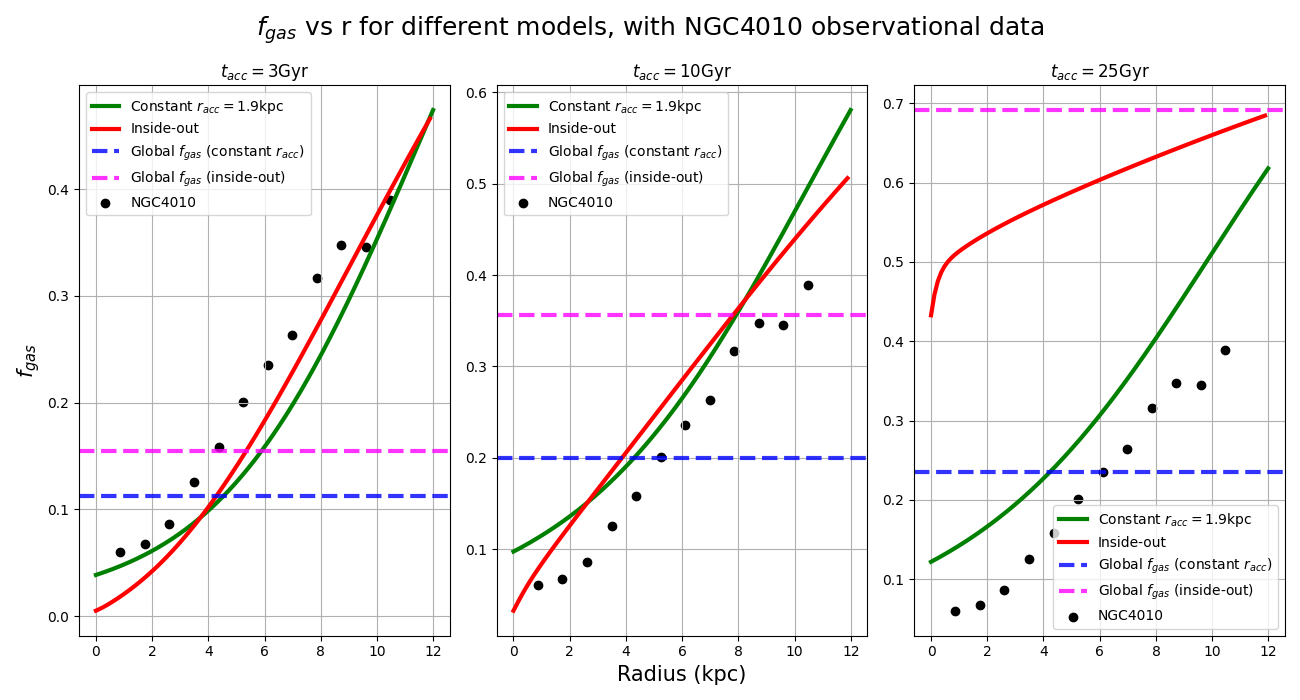 f_gas vs r for different models, with NGC4010 observational data
t_acc = 3Gyr
Constant r_acc = 1.9kpc
Inside-out
Global f_gas (constant r_acc)
Global f_gas (inside-out)
NGC4010
0.4
0.3
0.2
0.1
0.0
0 2 4 6 8 10 12
f_gas
t_acc = 10Gyr
Constant r_acc = 1.9kpc
Inside-out
Global f_gas (constant r_acc)
Global f_gas (inside-out)
NGC4010
0.6
0.5
0.4
0.3
0.2
0.1
0 2 4 6 8 10 12
Radius (kpc)
t_acc = 25Gyr
0.7
0.6
0.5
0.4
0.3
0.2
0.1
Constant r_acc = 1.9kpc
Inside-out
Global f_gas (constant r_acc)
Global f_gas (inside-out)
NGC4010
0 2 4 6 8 10 12